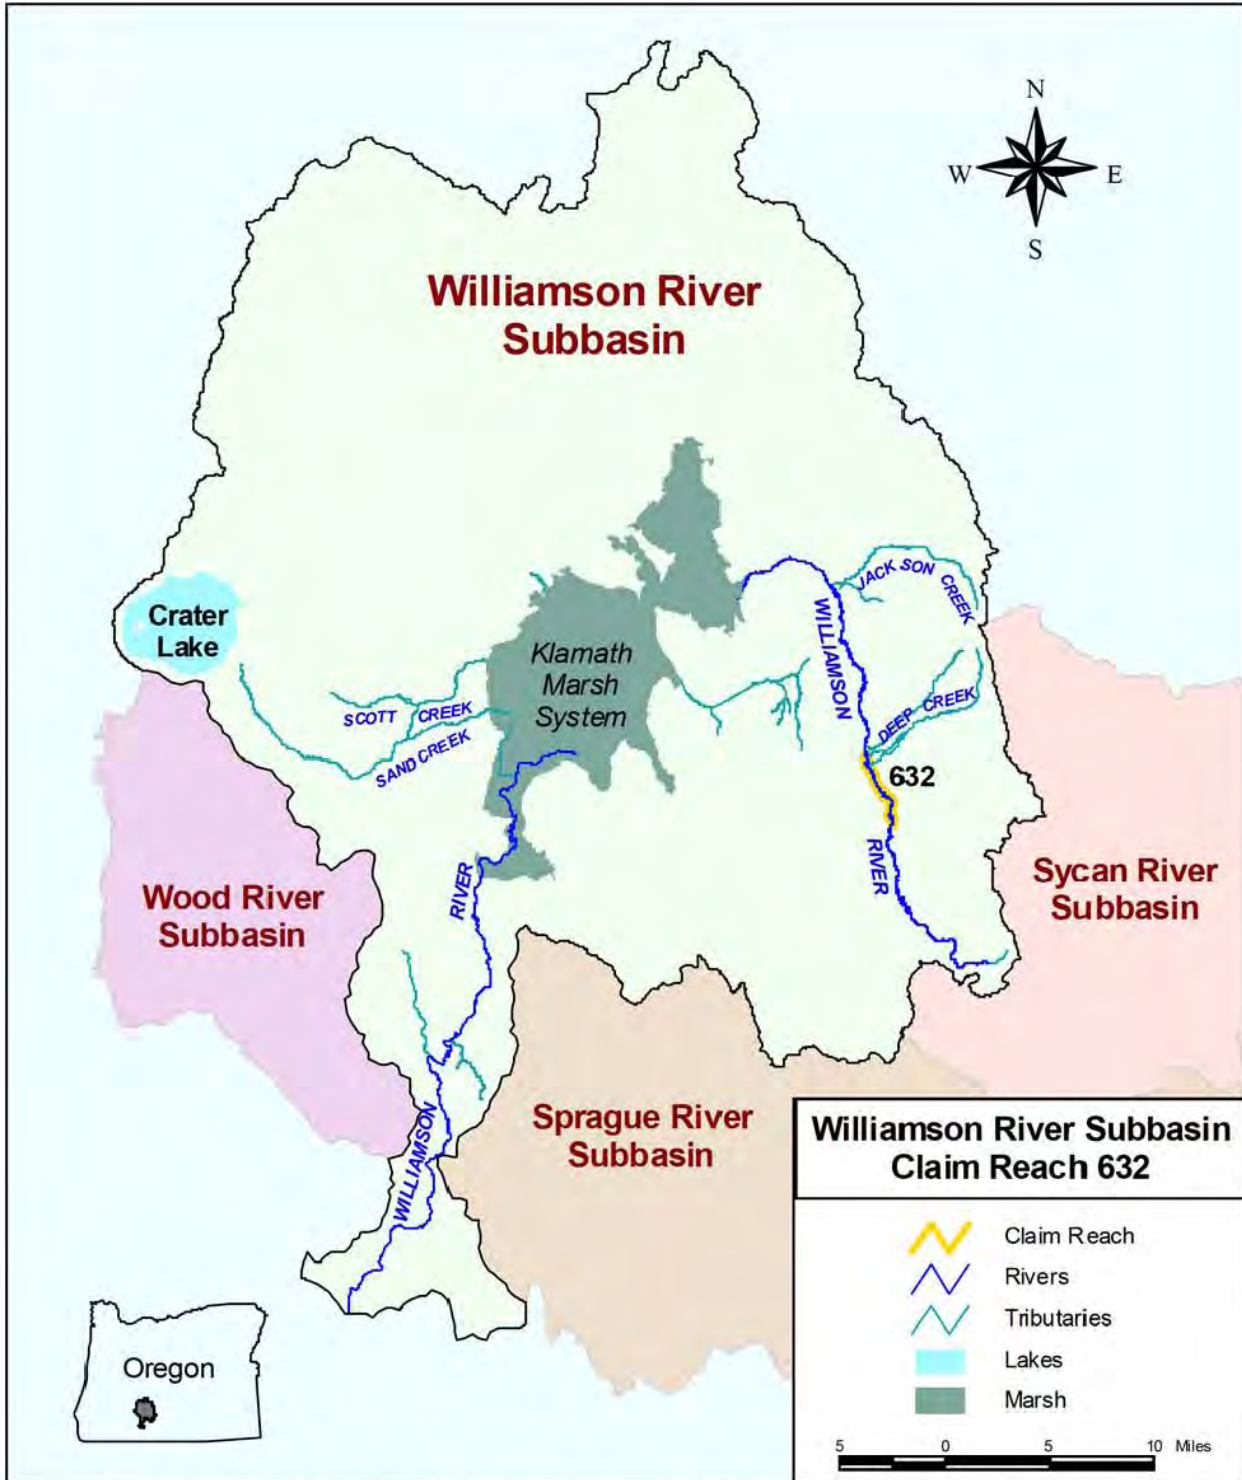 N
W
E
S
Williamson River
Subbasin
Crater
Lake
Klamath
Marsh
System
JACKSON CREEK
WILLIAMSON
SCOTT CREEK
SAND CREEK
DEEP CREEK
632
RIVER
RIVER
Wood River
Subbasin
Sycan River
Subbasin
WILLIAMSON
Sprague River
Subbasin
Williamson River Subbasin
Claim Reach 632
Claim Reach
Rivers
Tributaries
Lakes
Marsh
5 0 5 10 Miles
Oregon